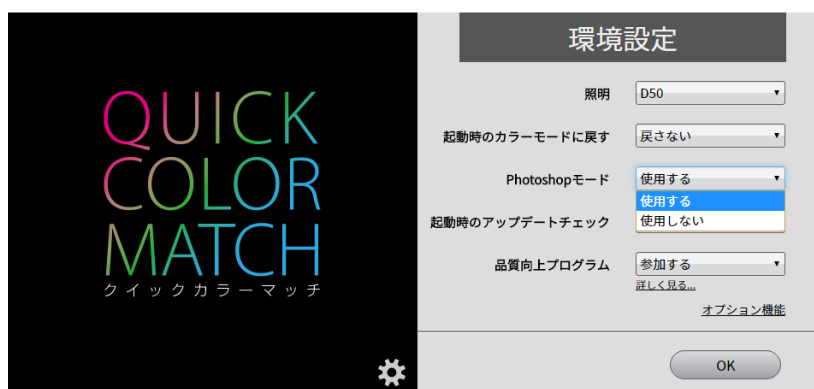 QUICK
COLOR
MATCH
クイックカラーマッチ
環境設定
照明 D50
起動時のカラーモードに戻す 戻さない
Photoshopモード 使用する
使用する
起動時のアップデートチェック 使用しない
品質向上プログラム 参加する
詳しく見る...
オプション機能
OK